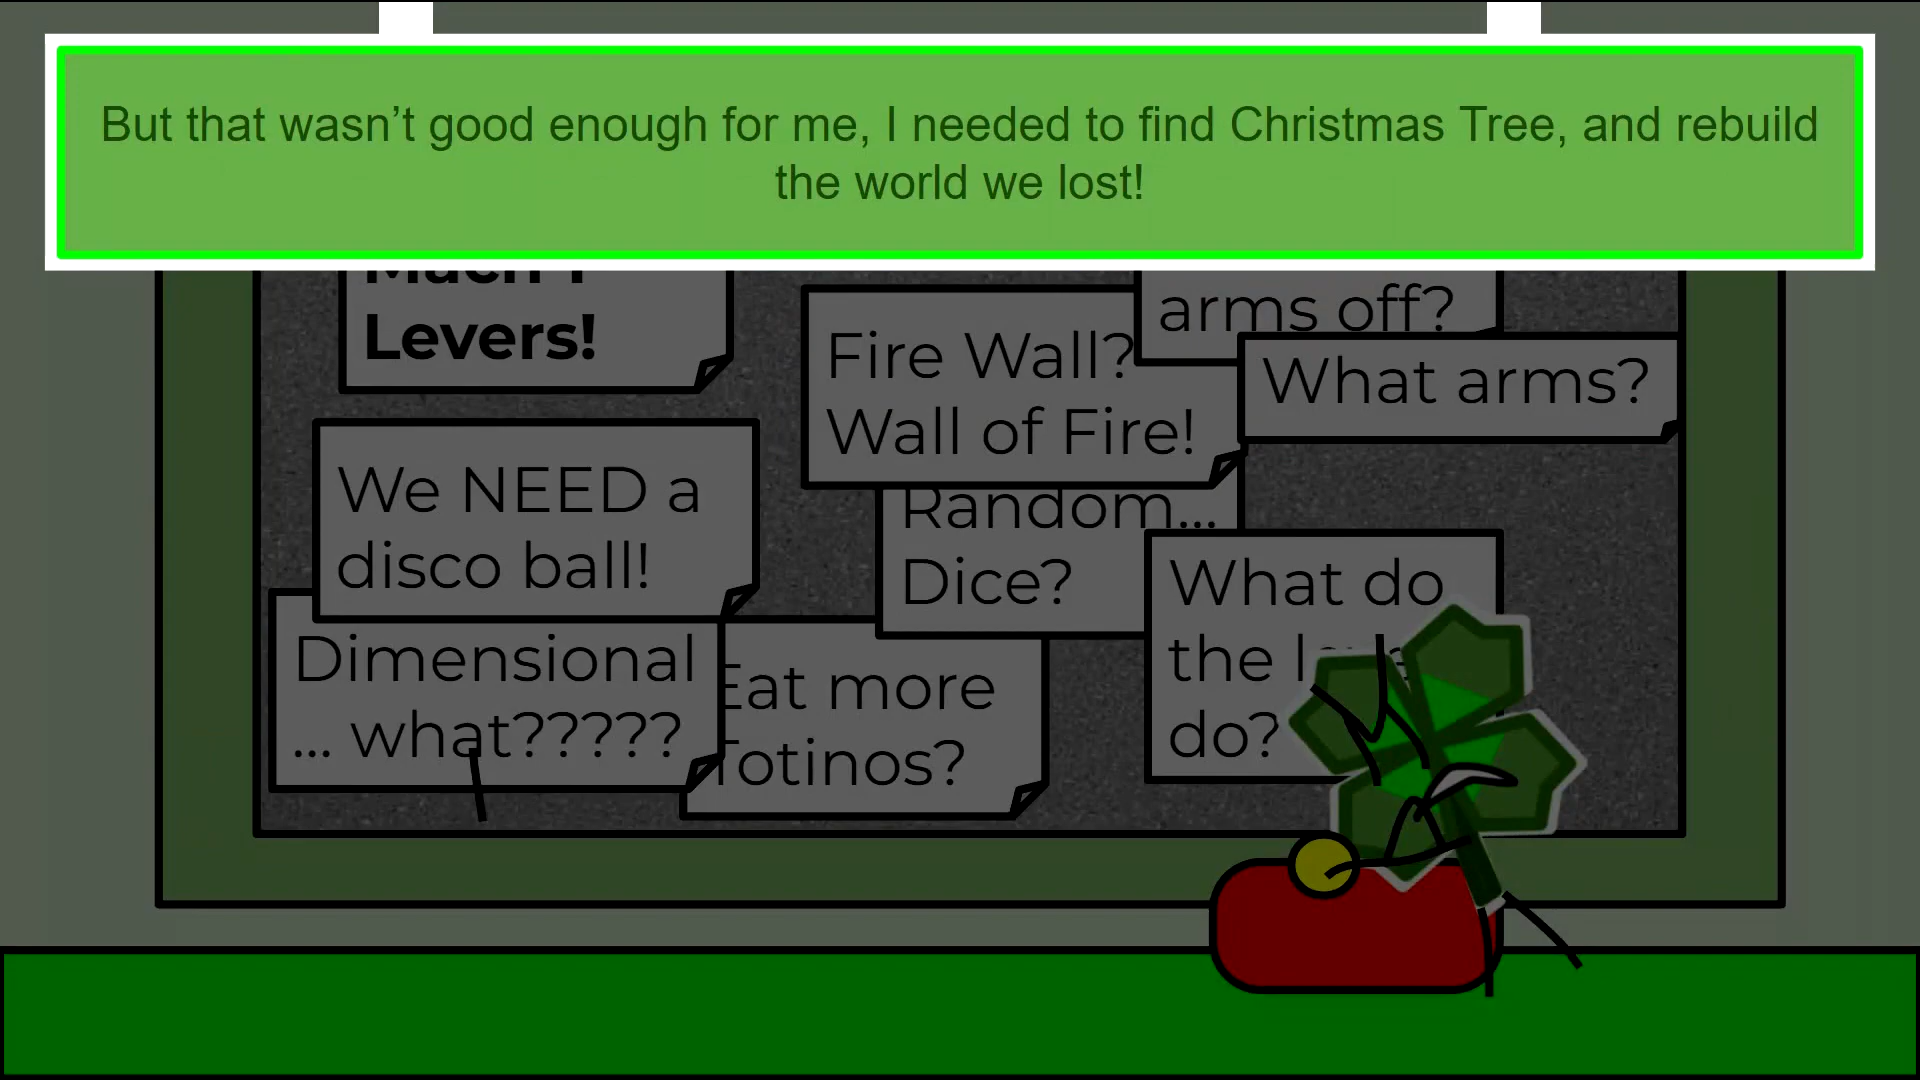 But that wasn’t good enough for me, I needed to find Christmas Tree, and rebuild
the world we lost!
Levers!
Fire Wall?
Wall of Fire!
arms off?
What arms?
We NEED a
disco ball!
Random...
Dice?
What do
the
do?
Dimensional
... what?????
Eat more
Totinos?